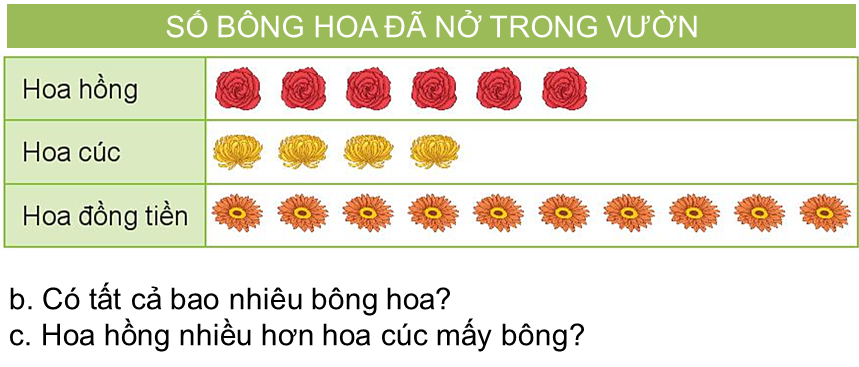 SỐ BÔNG HOA ĐÃ NỞ TRONG VƯỜN
Hoa hồng
Hoa cúc
Hoa đồng tiền
b. Có tất cả bao nhiêu bông hoa?
c. Hoa hồng nhiều hơn hoa cúc mấy bông?